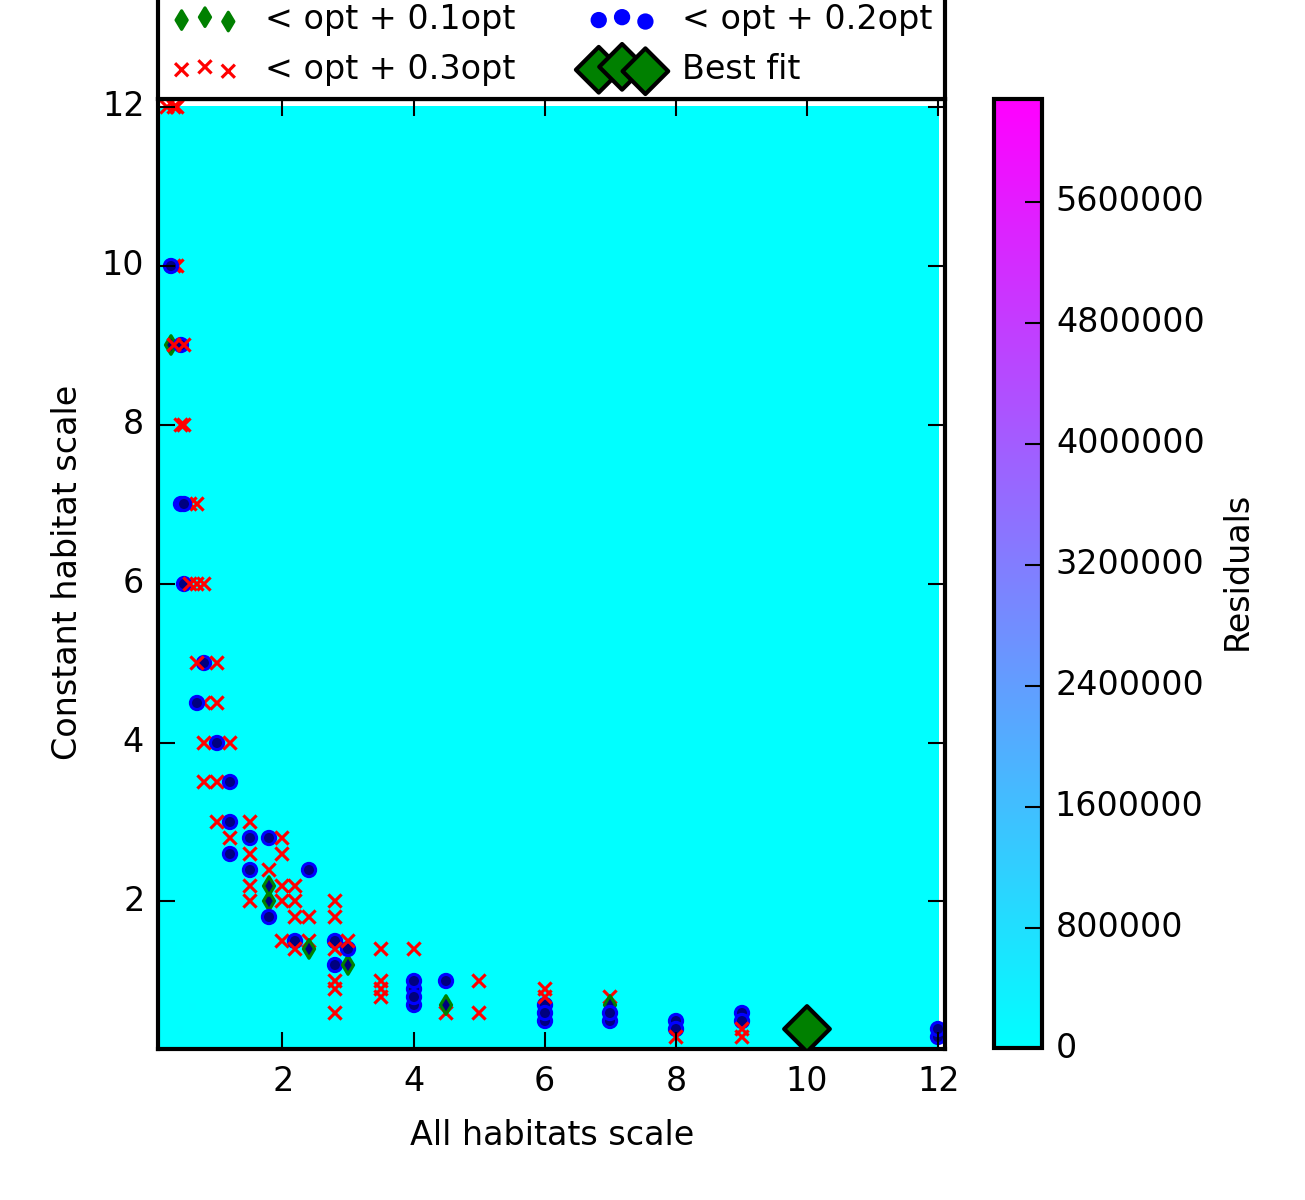 < opt + 0.1opt
< opt + 0.2opt
< opt + 0.3opt
Best fit
12
10
8
6
4
2
Constant habitat scale
2 4 6 8 10 12
All habitats scale
5600000
4800000
4000000
3200000
2400000
1600000
800000
0
Residuals